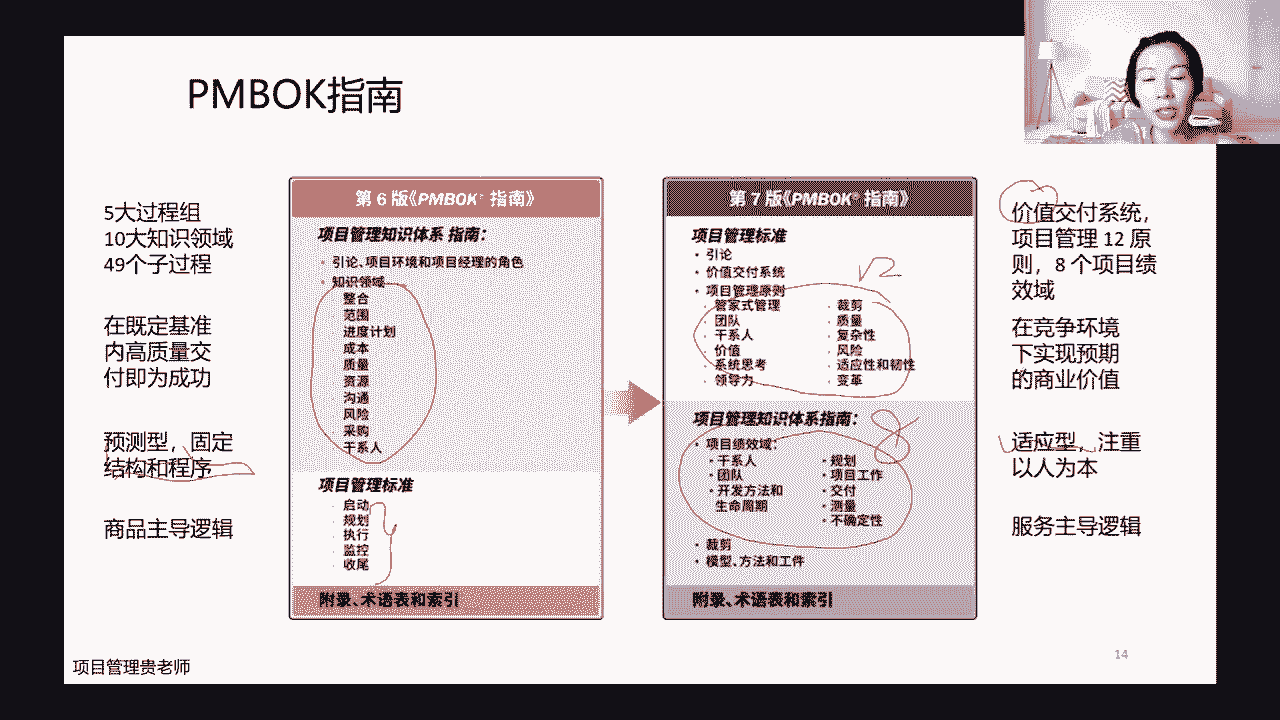 PMBOK指南
5大过程组
10大知识领域
49个子过程
在既定基准
内高质量交
付即为成功
预测型，固定
结构和程序
商品主导逻辑
第 6 版《PMBOK® 指南》
项目管理知识体系 指南：
• 引论、项目环境和项目经理的角色
• 知识领域
整合
范围
进度计划
成本
质量
资源
沟通
风险
采购
干系人
项目管理标准
· 启动
· 规划
· 执行
· 监控
· 收尾
附录、术语表和索引
第 7 版《PMBOK® 指南》
项目管理标准
• 引论
• 价值交付系统
• 项目管理原则
· 管家式管理
· 团队
· 干系人
· 价值
· 系统思考
· 领导力
· 裁剪
· 质量
· 复杂性
· 风险
· 适应性和韧性
· 变革
项目管理知识体系指南：
• 项目绩效域：
• 干系人
• 团队
• 开发方法和
生命周期
• 规划
• 项目工作
• 交付
• 测量
• 不确定性
8
• 裁剪
• 模型、方法和工件
附录、术语表和索引
价值交付系统，
项目管理 12 原
则，8 个项目绩
效域
在竞争环境
下实现预期
的商业价值
适应型，注重
以人为本
服务主导逻辑
14
项目管理贵老师